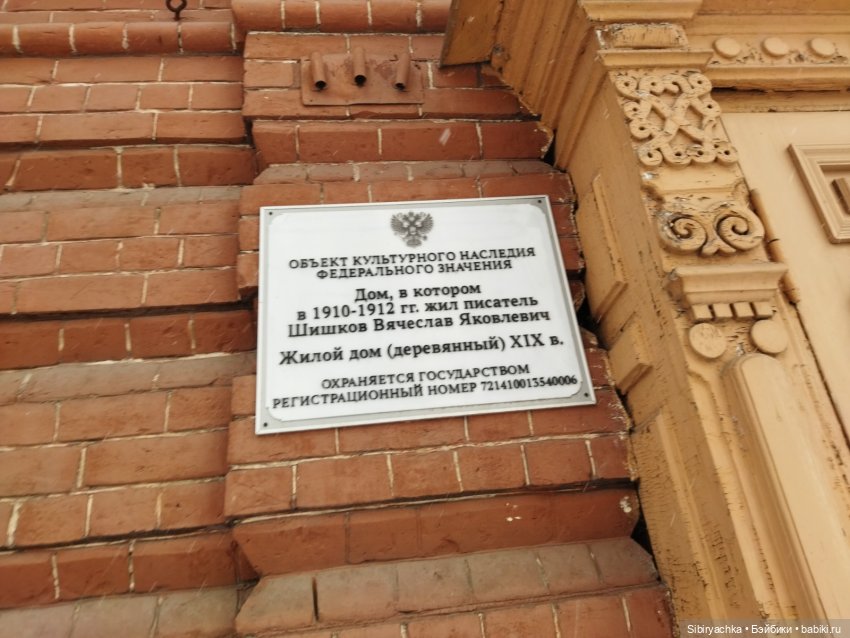 ОБЪЕКТ КУЛЬТУРНОГО НАСЛЕДИЯ
ФЕДЕРАЛЬНОГО ЗНАЧЕНИЯ
Дом, в котором
в 1910-1912 гг. жил писатель
Шишков Вячеслав Яковлевич
Жилой дом (деревянный) XIX в.
ОХРАНЯЕТСЯ ГОСУДАРСТВОМ
РЕГИСТРАЦИОННЫЙ НОМЕР 721410013540006
Sibiryachka • Бэйбики • babiki.ru